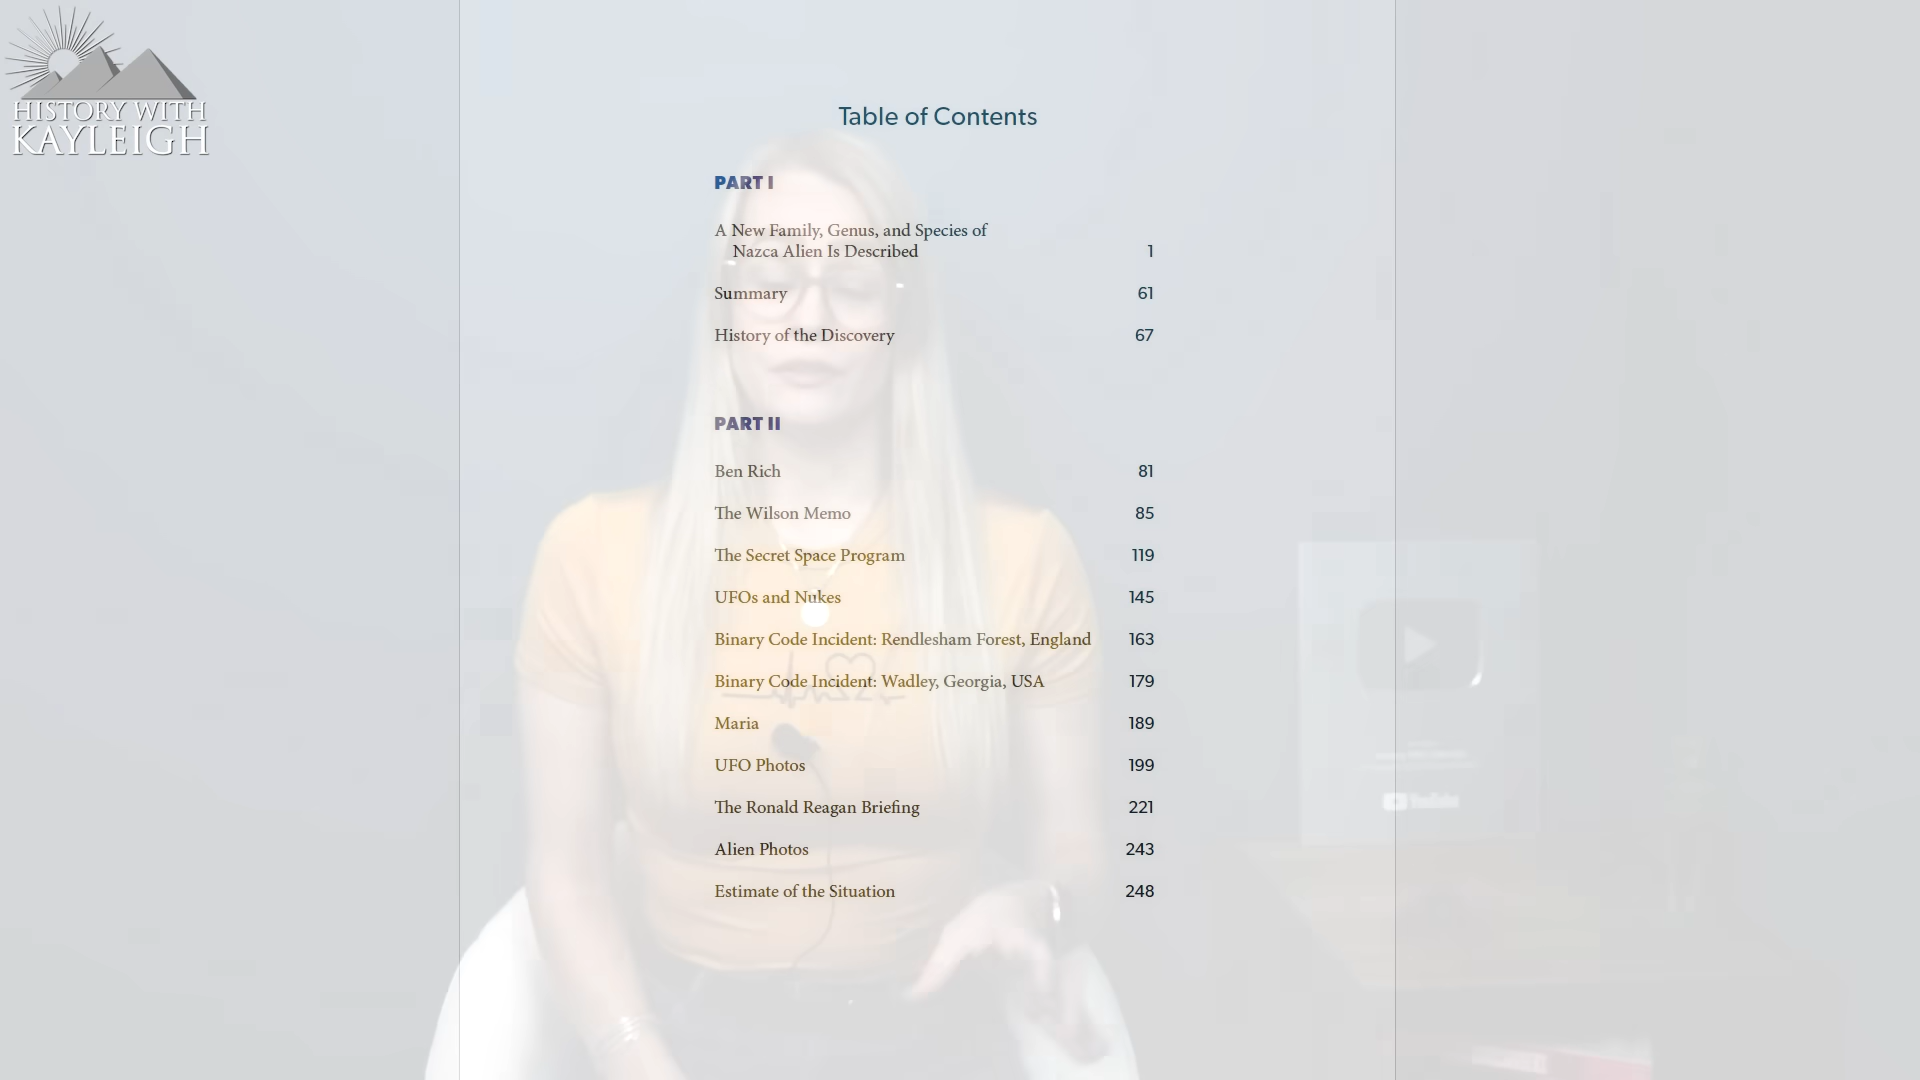 HISTORY WITH
KAYLEIGH
Table of Contents
PART I
A New Family, Genus, and Species of
Nazca Alien Is Described 1
Summary 61
History of the Discovery 67
PART II
Ben Rich 81
The Wilson Memo 85
The Secret Space Program 119
UFOs and Nukes 145
Binary Code Incident: Rendlesham Forest, England 163
Binary Code Incident: Wadley, Georgia, USA 179
Maria 189
UFO Photos 199
The Ronald Reagan Briefing 221
Alien Photos 243
Estimate of the Situation 248
YouTube